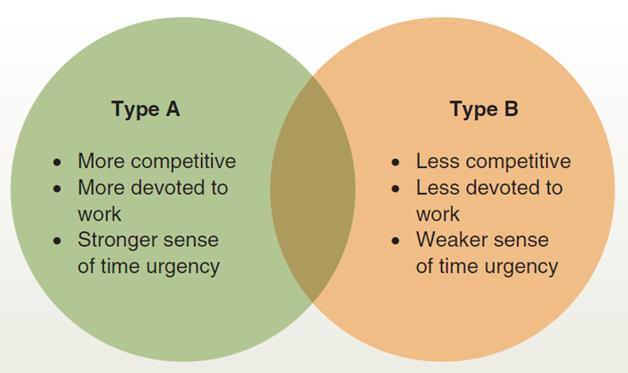 Type A
• More competitive
• More devoted to
work
• Stronger sense
of time urgency
Type B
• Less competitive
• Less devoted to
work
• Weaker sense
of time urgency